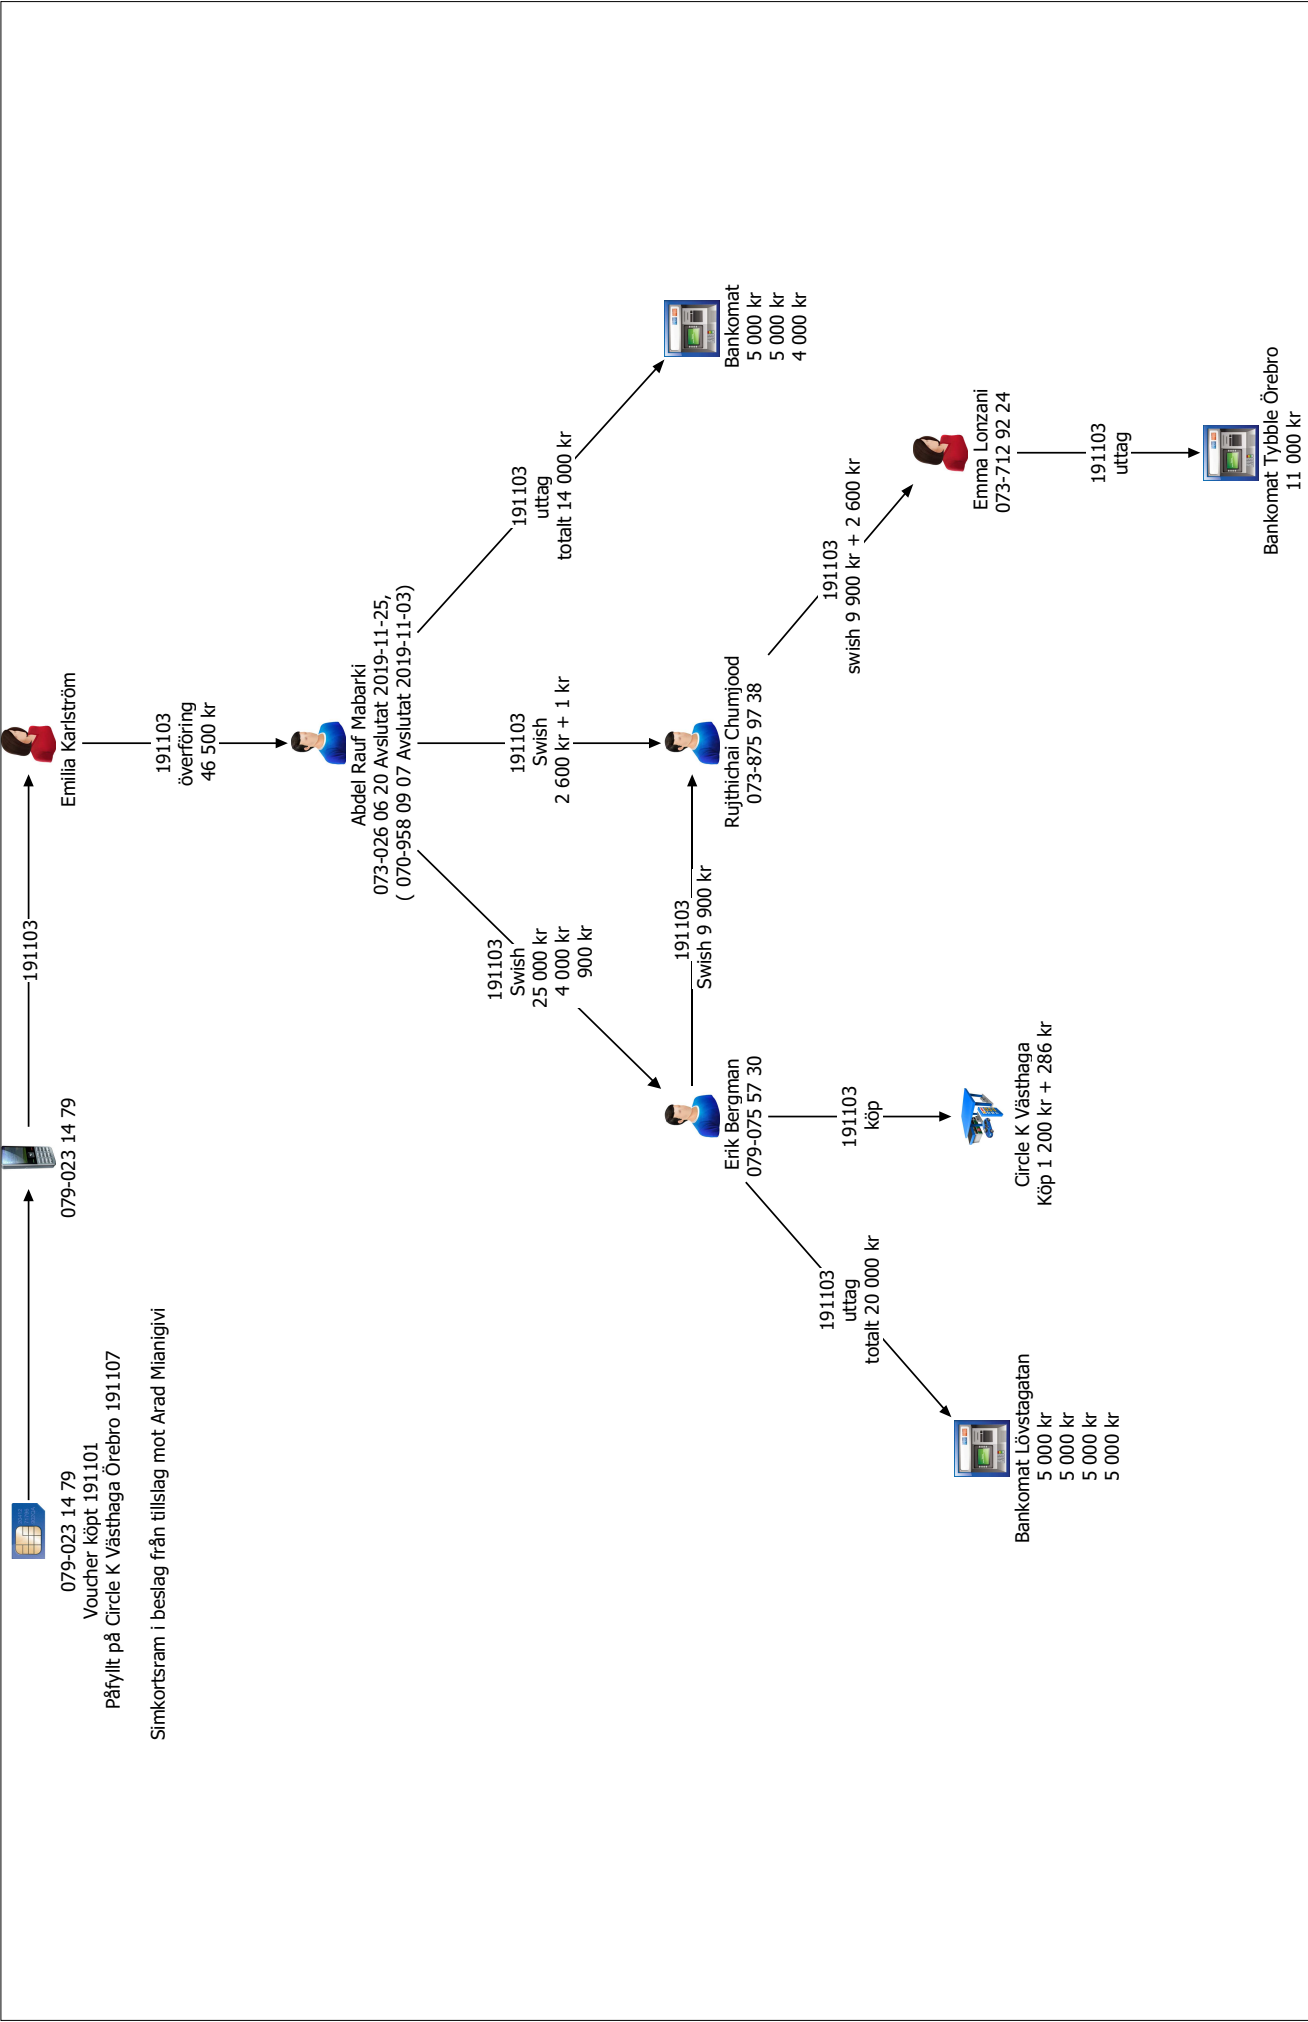 079-023 14 79
Voucher köpt 191101
Påfyllt på Circle K Västhaga Örebro 191107
Simkortsram i beslag från tillslag mot Arad Mianigivi
079-023 14 79
191103
Emilia Karlström
191103
överföring
46 500 kr
Abdel Rauf Mabarki
073-026 06 20 Avslutat 2019-11-25,
( 070-958 09 07 Avslutat 2019-11-03)
191103
Swish
25 000 kr
4 000 kr
900 kr
191103
Swish
2 600 kr + 1 kr
191103
uttag
totalt 14 000 kr
Erik Bergman
079-075 57 30
191103
Swish 9 900 kr
Rujthichai Chumjood
073-875 97 38
Bankomat
5 000 kr
5 000 kr
4 000 kr
191103
uttag
totalt 20 000 kr
191103
köp
191103
swish 9 900 kr + 2 600 kr
Bankomat Lövstagatan
5 000 kr
5 000 kr
5 000 kr
5 000 kr
Circle K Västhaga
Köp 1 200 kr + 286 kr
Emma Lonzani
073-712 92 24
191103
uttag
Bankomat Tybble Örebro
11 000 kr